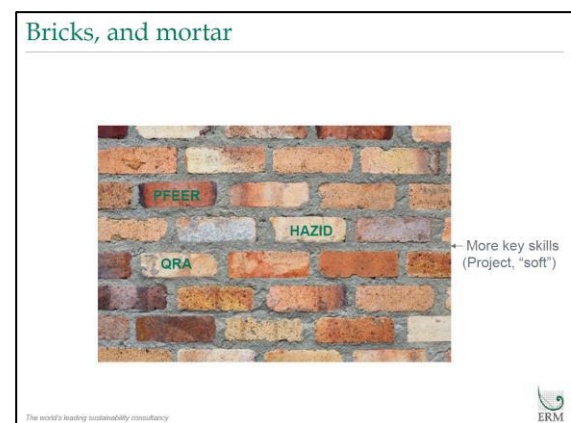 Bricks, and mortar
PFEER
HAZID
QRA
More key skills
(Project, “soft”)
The world's leading sustainability consultancy
ERM